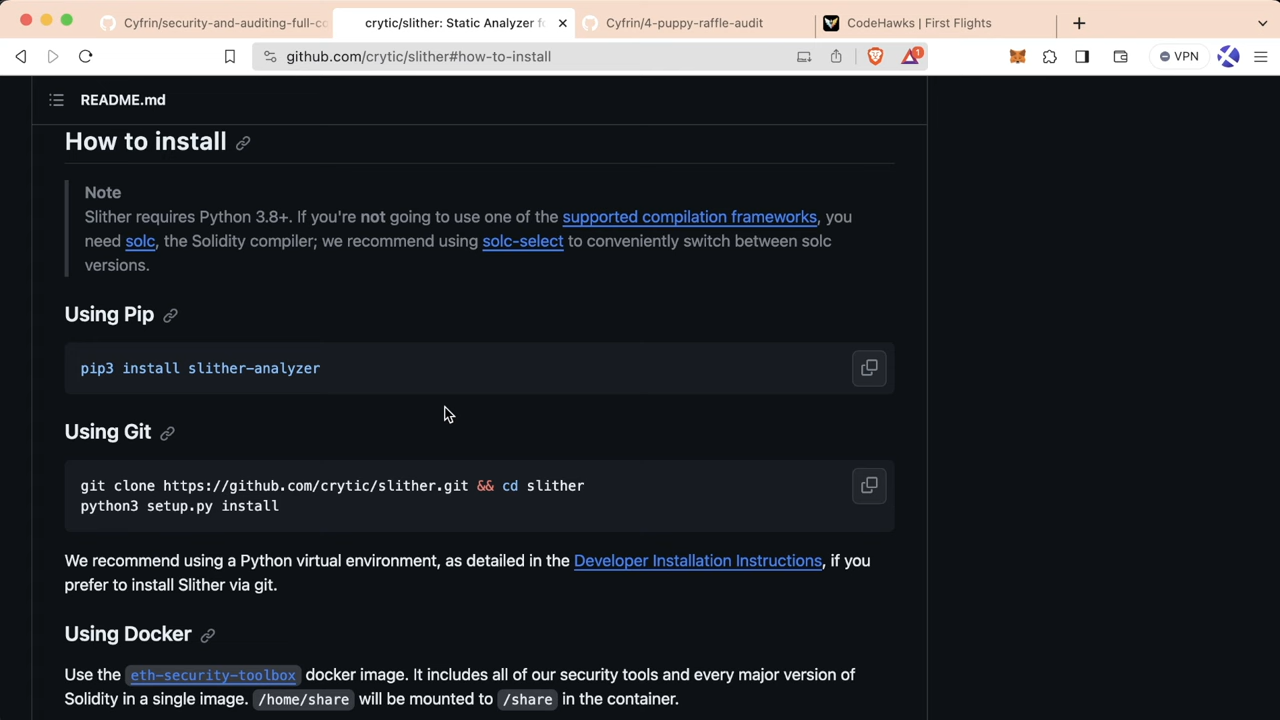 Cyfrin/security-and-auditing-full-co
crytic/slither: Static Analyzer fo
Cyfrin/4-puppy-raffle-audit
CodeHawks | First Flights
github.com/crytic/slither#how-to-install
1
VPN
README.md
How to install
Note
Slither requires Python 3.8+. If you're not going to use one of the supported compilation frameworks, you
need solc, the Solidity compiler; we recommend using solc-select to conveniently switch between solc
versions.
Using Pip
pip3 install slither-analyzer
Using Git
git clone https://github.com/crytic/slither.git && cd slither
python3 setup.py install
We recommend using a Python virtual environment, as detailed in the Developer Installation Instructions, if you
prefer to install Slither via git.
Using Docker
Use the eth-security-toolbox docker image. It includes all of our security tools and every major version of
Solidity in a single image. /home/share will be mounted to /share in the container.